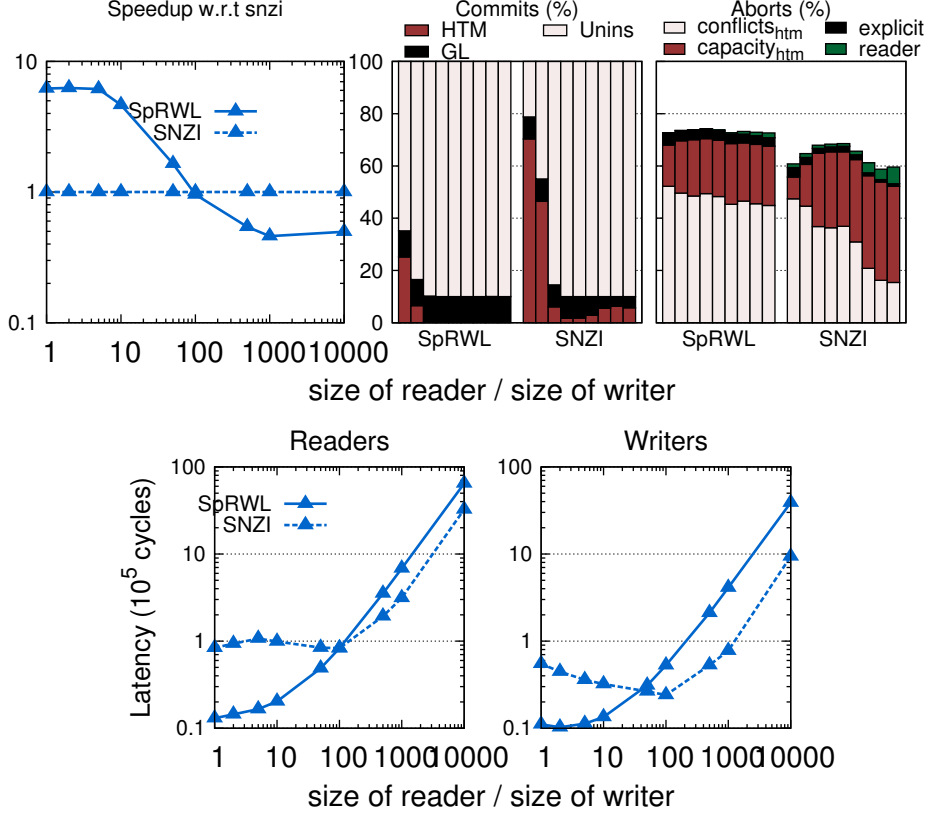 Speedup w.r.t snzi
Commits (%)
Aborts (%)
HTM
Unins
GL
conflicts_htm
explicit
capacity_htm
reader
10
1
0.1
SpRWL
SNZI
1
10
100
1000
10000
100
80
60
40
20
0
SpRWL
SNZI
SpRWL
SNZI
size of reader / size of writer
Readers
Writers
Latency (10^5 cycles)
100
10
1
0.1
SpRWL
SNZI
1
10
100
1000
10000
100
10
1
0.1
1
10
100
1000
10000
size of reader / size of writer